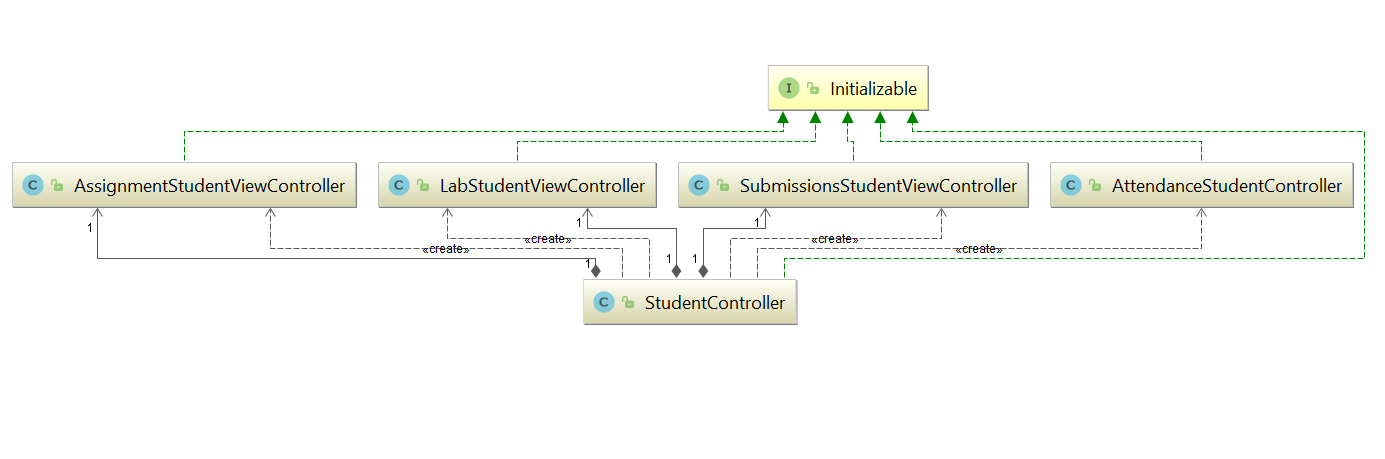 I Initializable
C AssignmentStudentViewController
C LabStudentViewController
C SubmissionsStudentViewController
C AttendanceStudentController
1
1
1
«create»
«create»
«create»
«create»
1
1
1
C StudentController